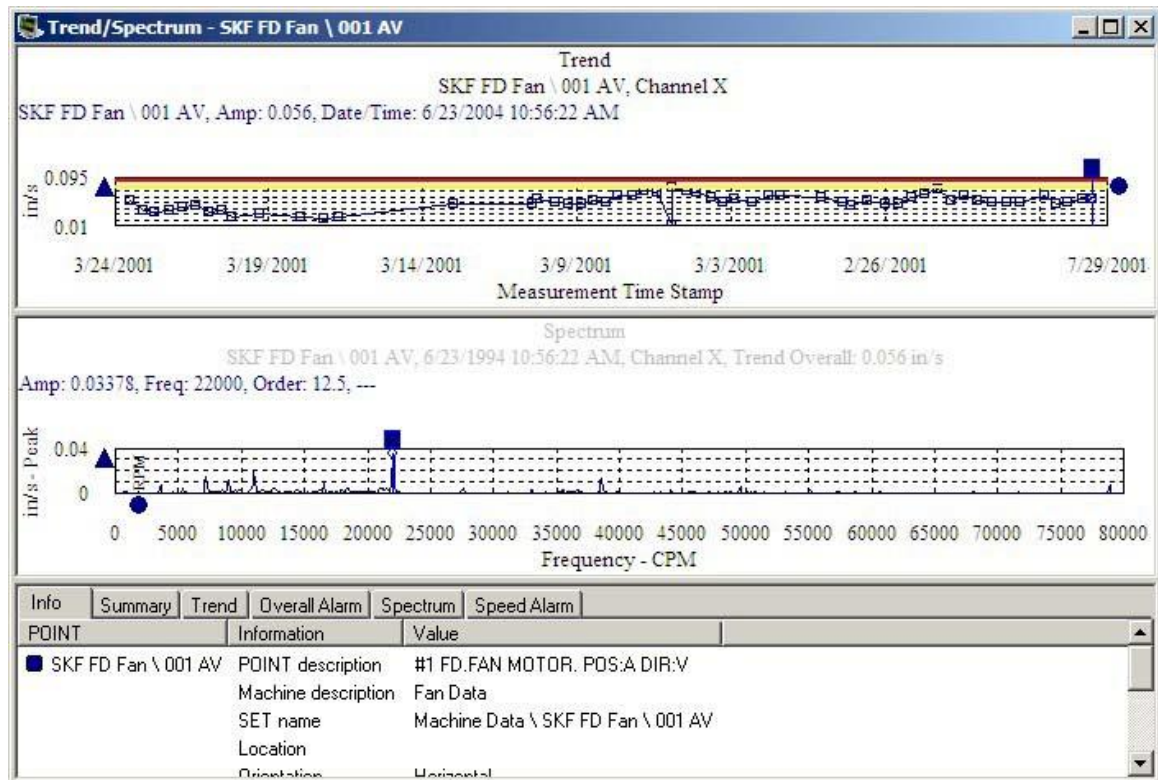 Trend/Spectrum - SKF FD Fan \ 001 AV
Trend
SKF FD Fan \ 001 AV, Channel X
SKF FD Fan \ 001 AV, Amp: 0.056, Date/Time: 6/23/2004 10:56:22 AM
in/s
0.095
0.01
3/24/2001 3/19/2001 3/14/2001 3/9/2001 3/3/2001 2/26/2001 7/29/2001
Measurement Time Stamp
Spectrum
SKF FD Fan \ 001 AV, 6/23/1994 10:56:22 AM, Channel X, Trend Overall: 0.056 in/s
Amp: 0.03378, Freq: 22000, Order: 12.5, ---
in/s - Peak
0.04
RPM
0
0 5000 10000 15000 20000 25000 30000 35000 40000 45000 50000 55000 60000 65000 70000 75000 80000
Frequency - CPM
Info Summary Trend Overall Alarm Spectrum Speed Alarm
POINT Information Value
SKF FD Fan \ 001 AV POINT description #1 FD.FAN MOTOR. POS:A DIR:V
Machine description Fan Data
SET name Machine Data \ SKF FD Fan \ 001 AV
Location
Orientation Horizontal